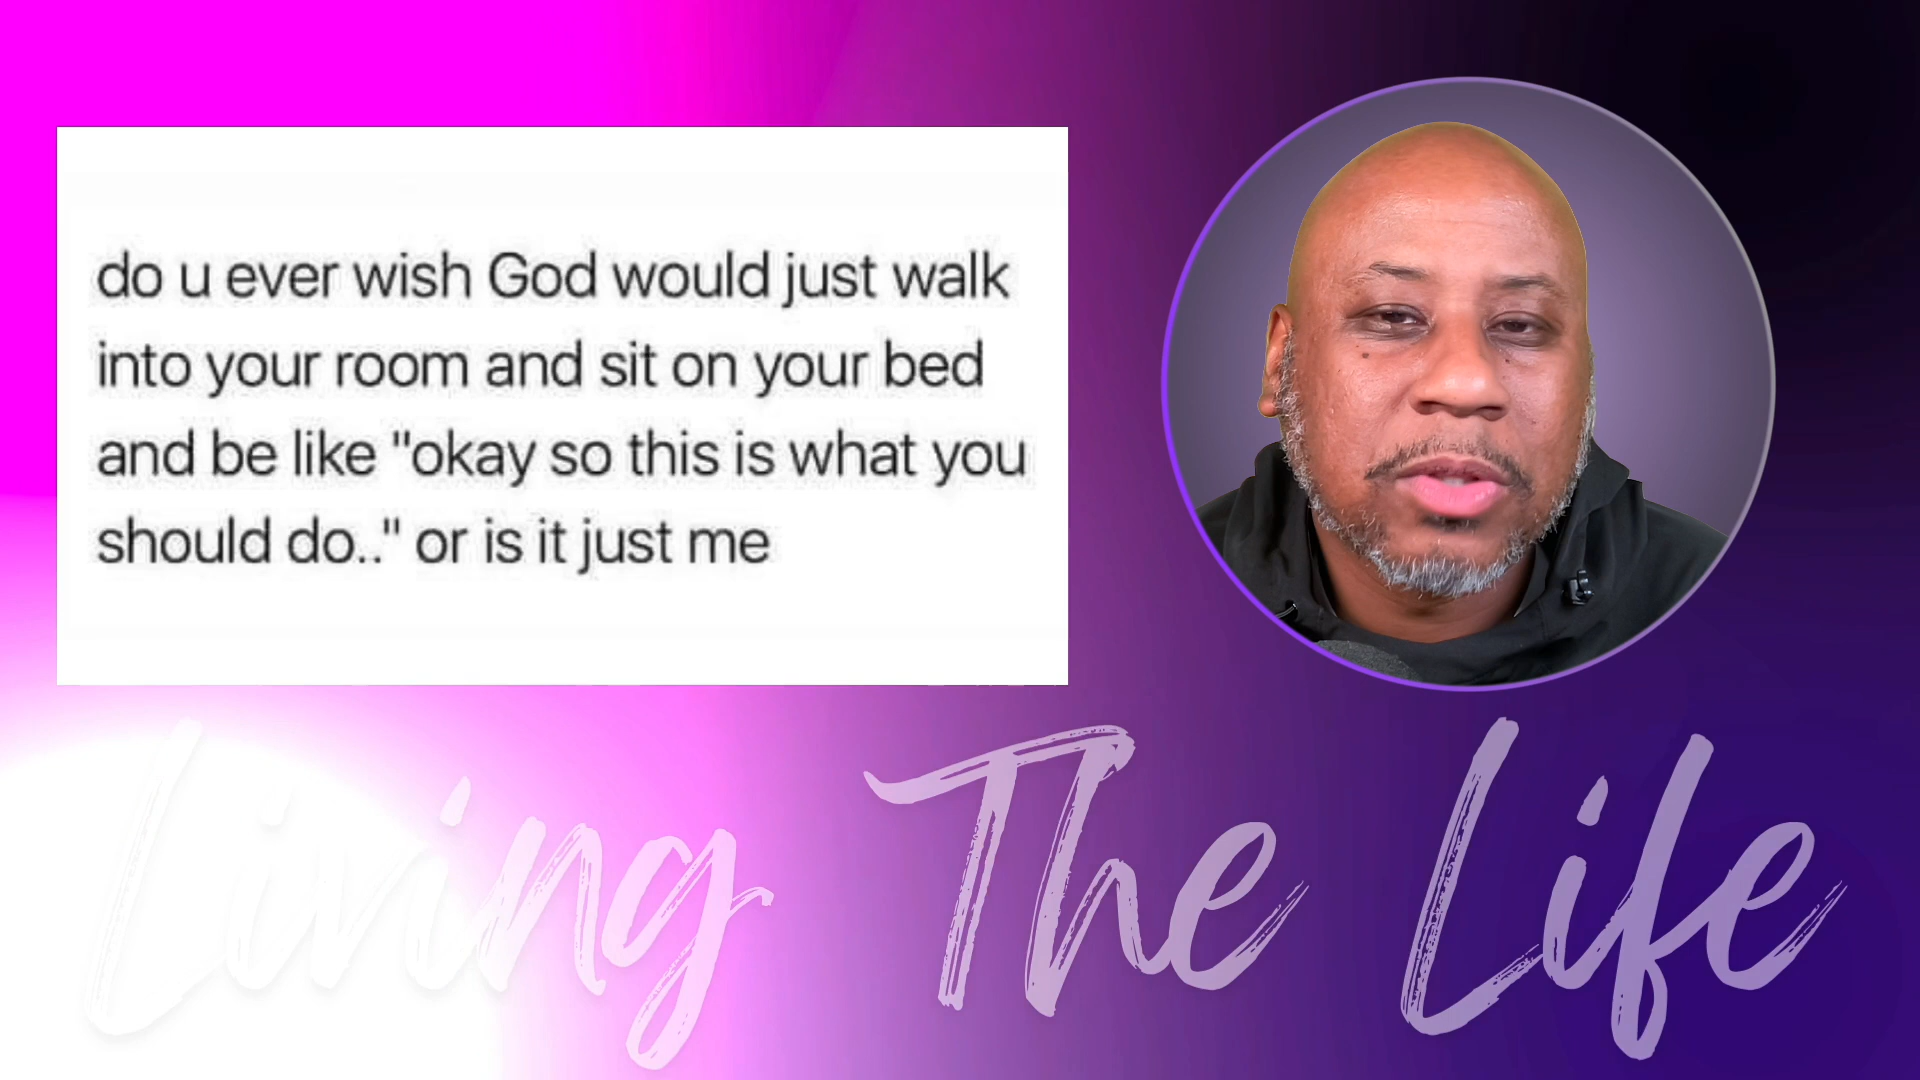 do u ever wish God would just walk
into your room and sit on your bed
and be like "okay so this is what you
should do.." or is it just me
Living The Life